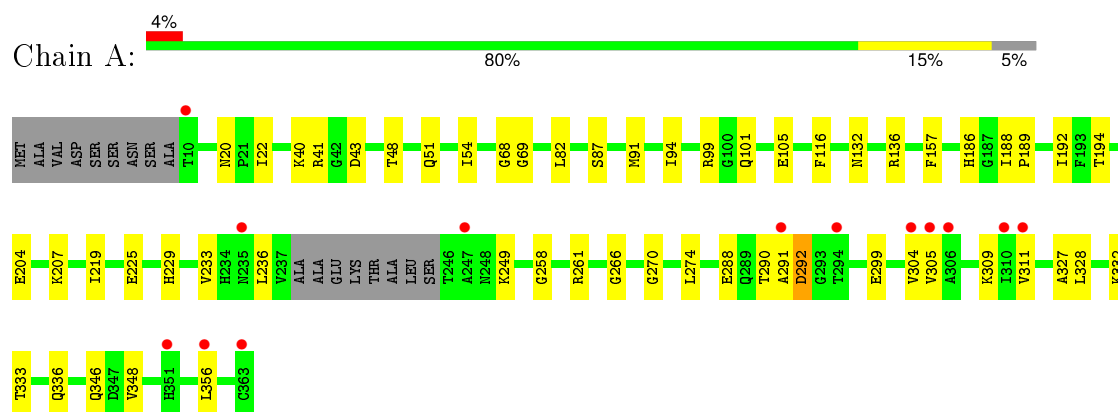 4%
Chain A:
80% 15% 5%
MET ALA VAL ASP SER SER ASN SER ALA T10 N20 P21 I22 K40 R41 G42 D43 T48 Q51 I54 G68 G69 L82 S87 M91 I94 R99 G100 Q101 E105 F116 N132 R136 F157 H186 G187 I188 P189 I192 F193 T194
E204 K207 I219 E225 H229 V233 H234 N235 L236 V237 ALA ALA GLU LYS THR ALA LEU SER T246 A247 N248 K249 G258 R261 G266 G270 L274 E288 Q289 T290 A291 D292 G293 T294 E299 V304 V305 A306 K309 I310 V311 A327 L328 K332
T333 Q336 Q346 D347 V348 H351 L356 C363